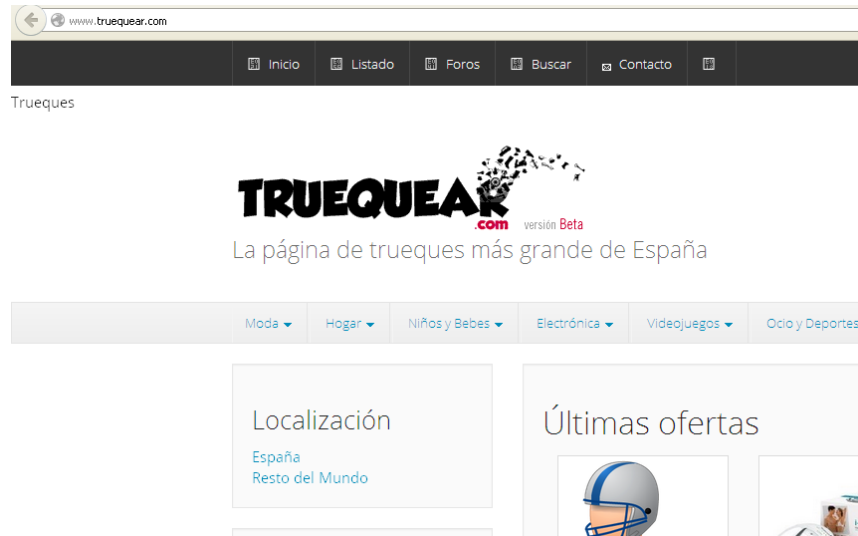 www.truequear.com
Inicio Listado Foros Buscar Contacto
Trueques
TRUEQUEAR
.com versión Beta
La página de trueques más grande de España
Moda Hogar Niños y Bebes Electrónica Videojuegos Ocio y Deportes
Localización
España
Resto del Mundo
Últimas ofertas